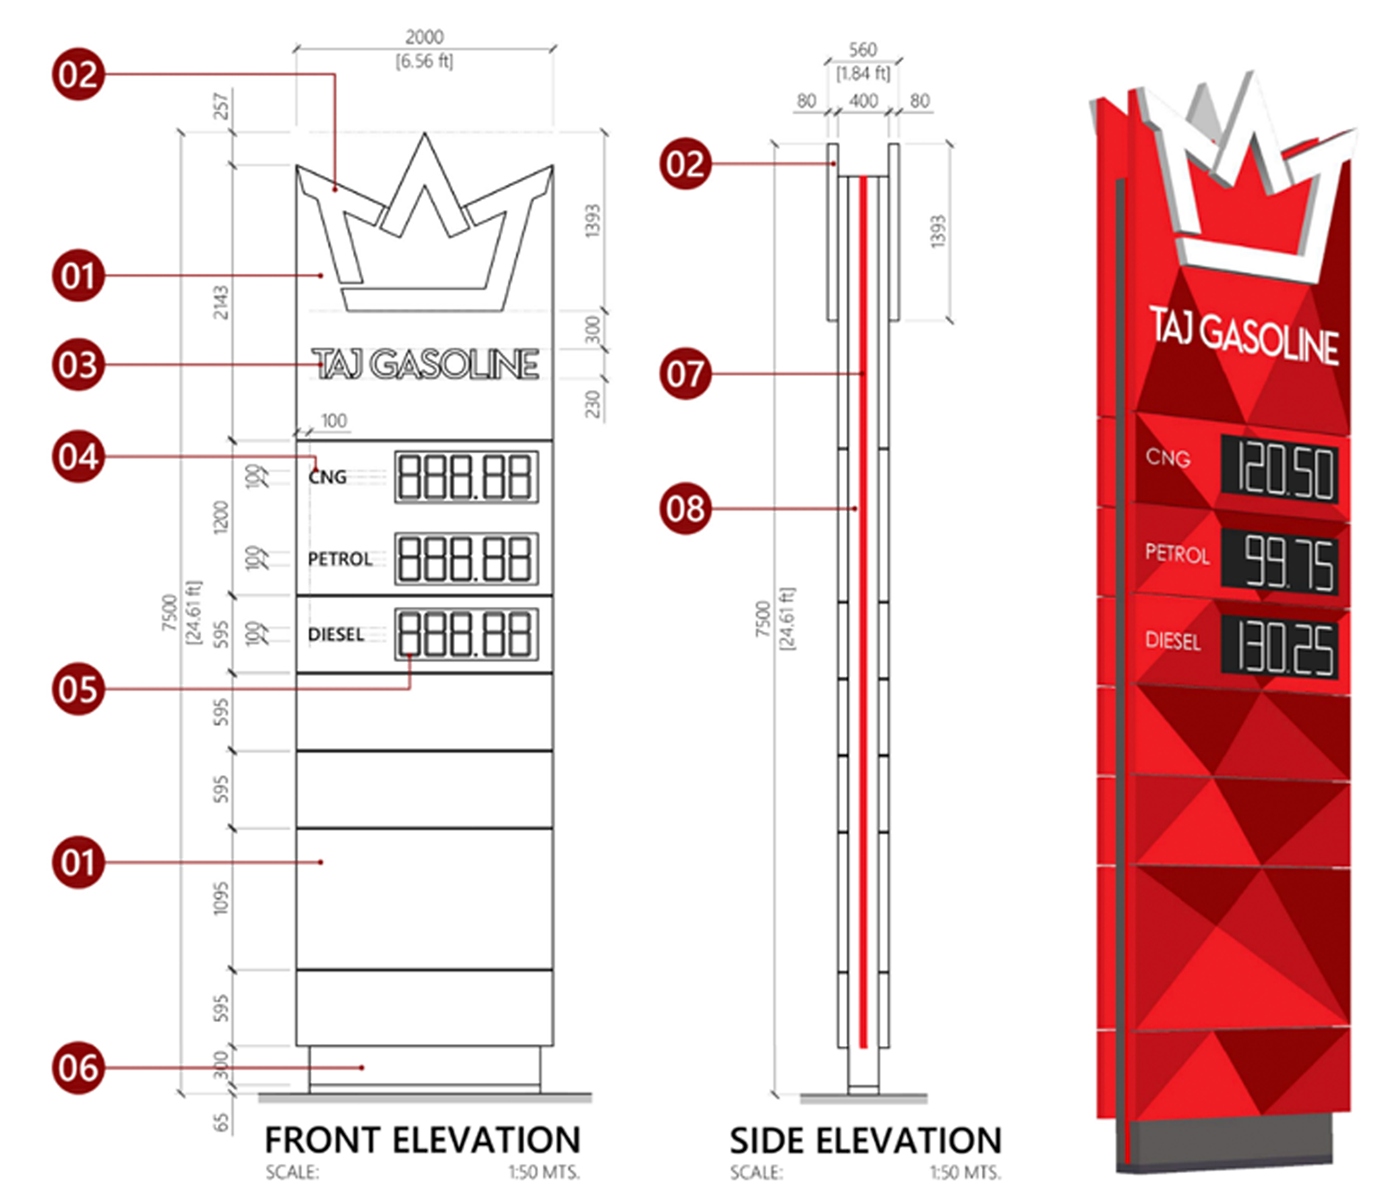 2000
[6.56 ft]
02
257
1393
01
2143
300
03
TAJ GASOLINE
230
100
04
100
CNG
888.88
1200
100
PETROL
888.88
7500
[24.61 ft]
595
100
DIESEL
888.88
05
595
595
01
1095
595
06
300
65
FRONT ELEVATION
SCALE: 1:50 MTS.
560
[1.84 ft]
80 400 80
02
1393
07
08
7500
[24.61 ft]
SIDE ELEVATION
SCALE: 1:50 MTS.
TAJ GASOLINE
CNG 120.50
PETROL 99.75
DIESEL 130.25